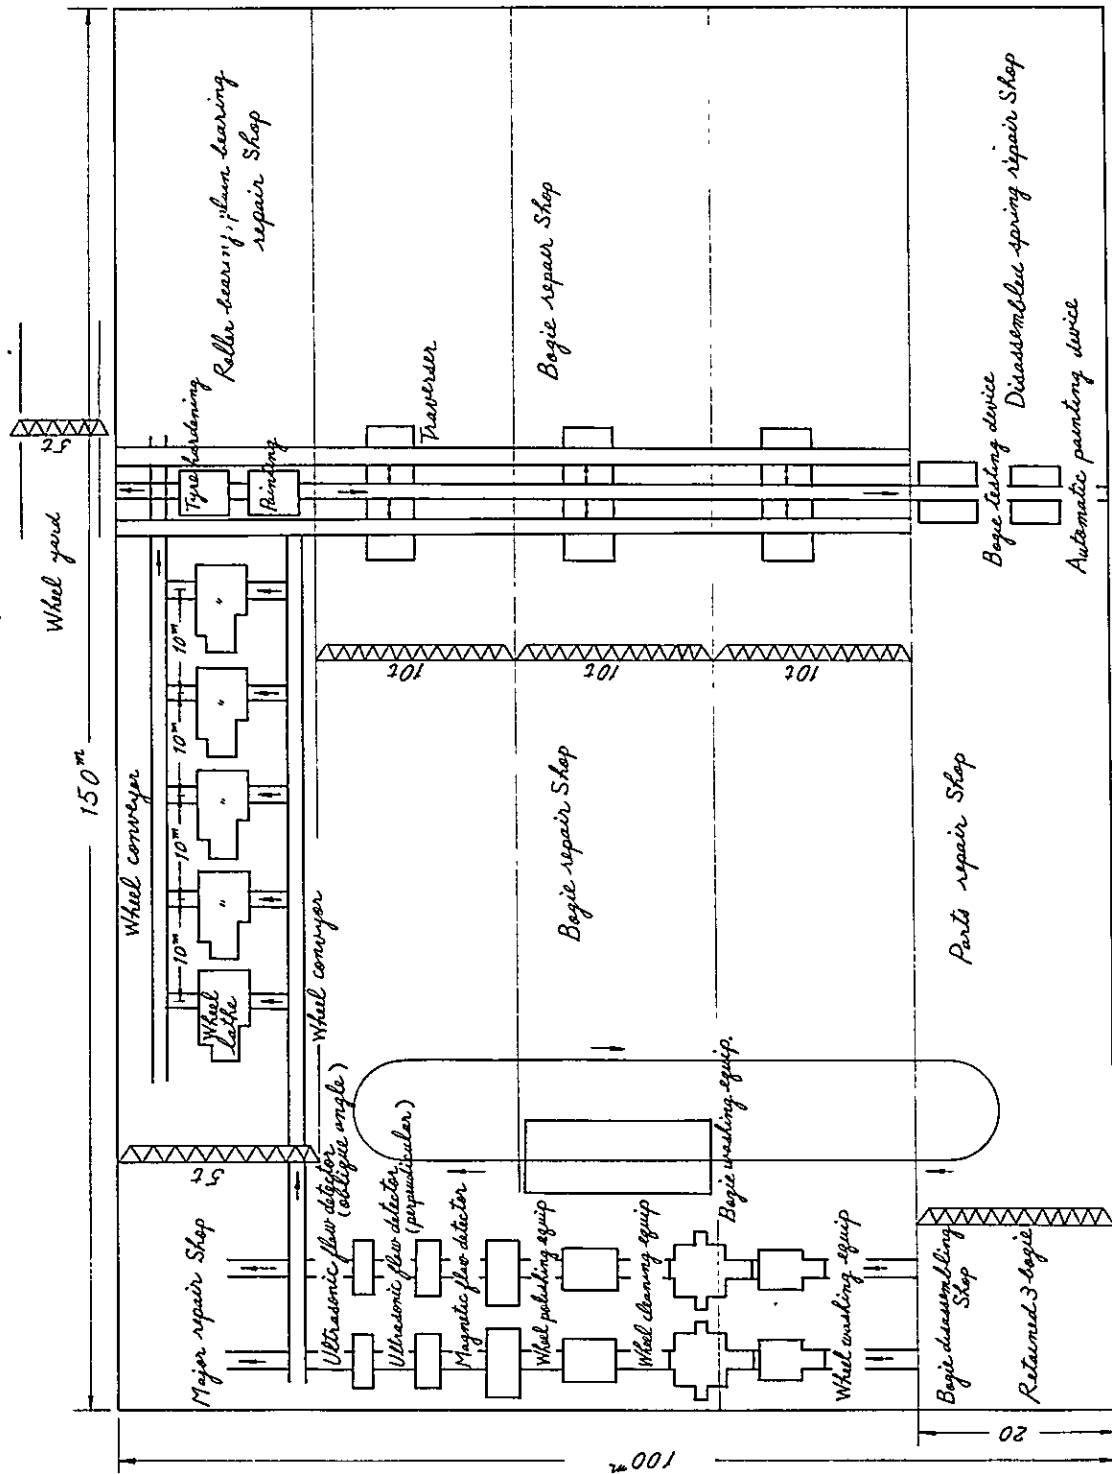 150m
Wheel yard
5t
Wheel conveyor
10m
10m
10m
10m
Wheel
lathe
"
"
"
"
Tyre hardening
Painting
Roller bearing, plain bearing
repair Shop
Wheel conveyor
5t
Major repair Shop
Ultrasonic flaw detector
(oblique angle)
Ultrasonic flaw detector
(perpendicular)
Magnetic flaw detector
Wheel polishing equip
Wheel cleaning equip
Bogie washing equip.
Wheel washing equip
Bogie repair Shop
10t
10t
10t
Traverser
Bogie repair Shop
Bogie disassembling
Shop
Retained 3-bogie
Parts repair Shop
Bogie testing device
Disassembled spring repair Shop
Automatic painting device
20
100m